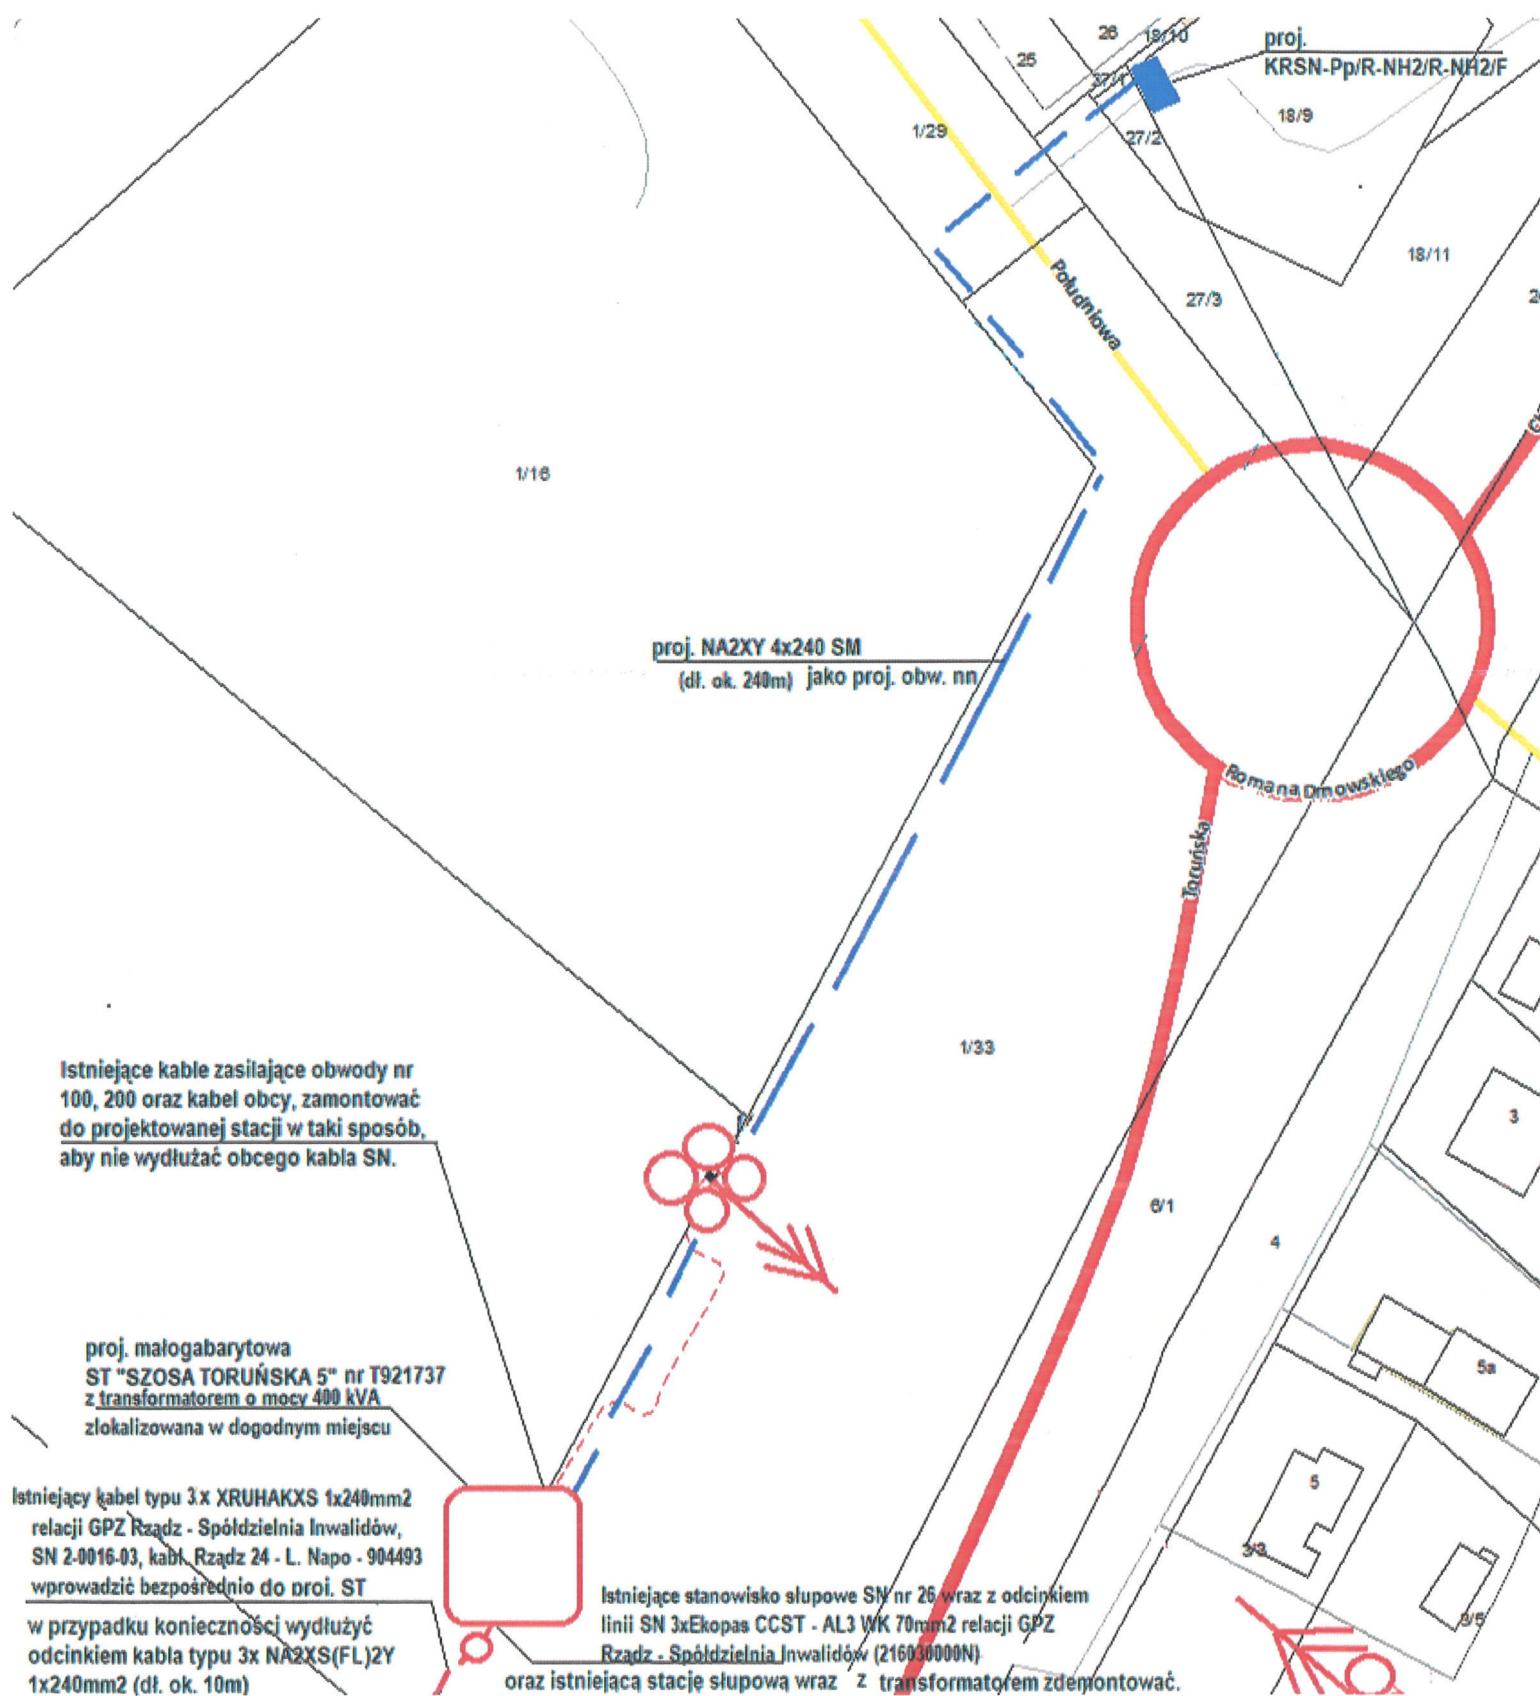 26
18/10
proj.
KRSN-Pp/R-NH2/R-NH2/F
25
27/1
18/9
1/29
27/2
18/11
27/3
Południowa
1/16
proj. NA2XY 4x240 SM
(dł. ok. 240m) jako proj. obw. nn
Romana Dmowskiego
Toruńska
1/33
Istniejące kable zasilające obwody nr
100, 200 oraz kabel obcy, zamontować
do projektowanej stacji w taki sposób,
aby nie wydłużać obcego kabla SN.
3
6/1
4
proj. małogabarytowa
ST "SZOSA TORUŃSKA 5" nr T921737
z transformatorem o mocy 400 kVA
zlokalizowana w dogodnym miejscu
5a
5
Istniejący kabel typu 3x XRUHAKXS 1x240mm2
relacji GPZ Rządz - Spółdzielnia Inwalidów,
SN 2-0016-03, kabl. Rządz 24 - L. Napo - 904493
wprowadzić bezpośrednio do proj. ST
w przypadku konieczności wydłużyć
odcinkiem kabla typu 3x NA2XS(FL)2Y
1x240mm2 (dł. ok. 10m)
3/3
3/5
Istniejące stanowisko słupowe SN nr 26 wraz z odcinkiem
linii SN 3xEkopas CCST - AL3 WK 70mm2 relacji GPZ
Rządz - Spółdzielnia Inwalidów (216030000N)
oraz istniejącą stację słupową wraz z transformatorem zdemontować.